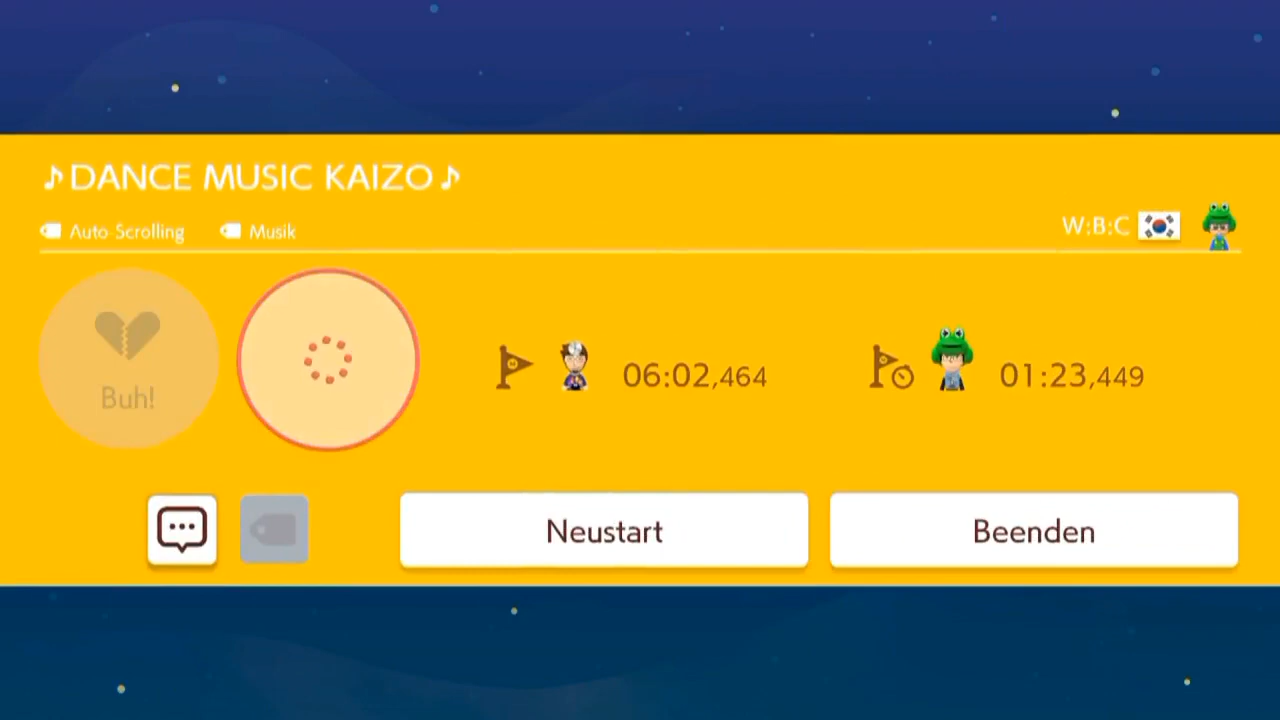 ♪DANCE MUSIC KAIZO♪
Auto-Scrolling Musik
W:B:C
Buh!
06:02,464
01:23,449
Neustart
Beenden